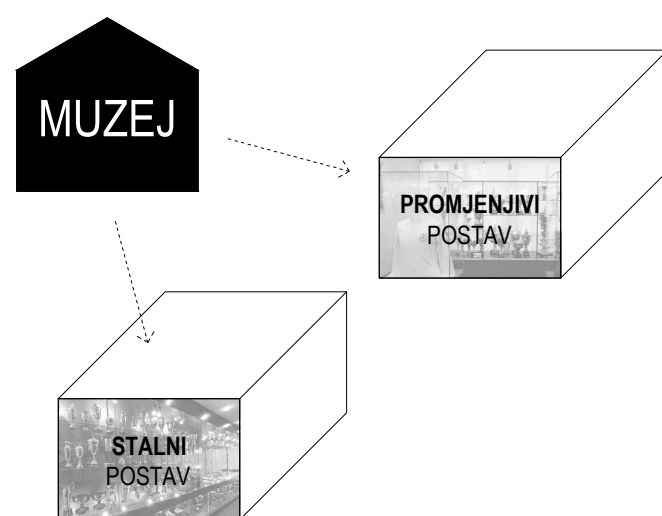 MUZEJ
PROMJENJIVI
POSTAV
STALNI
POSTAV